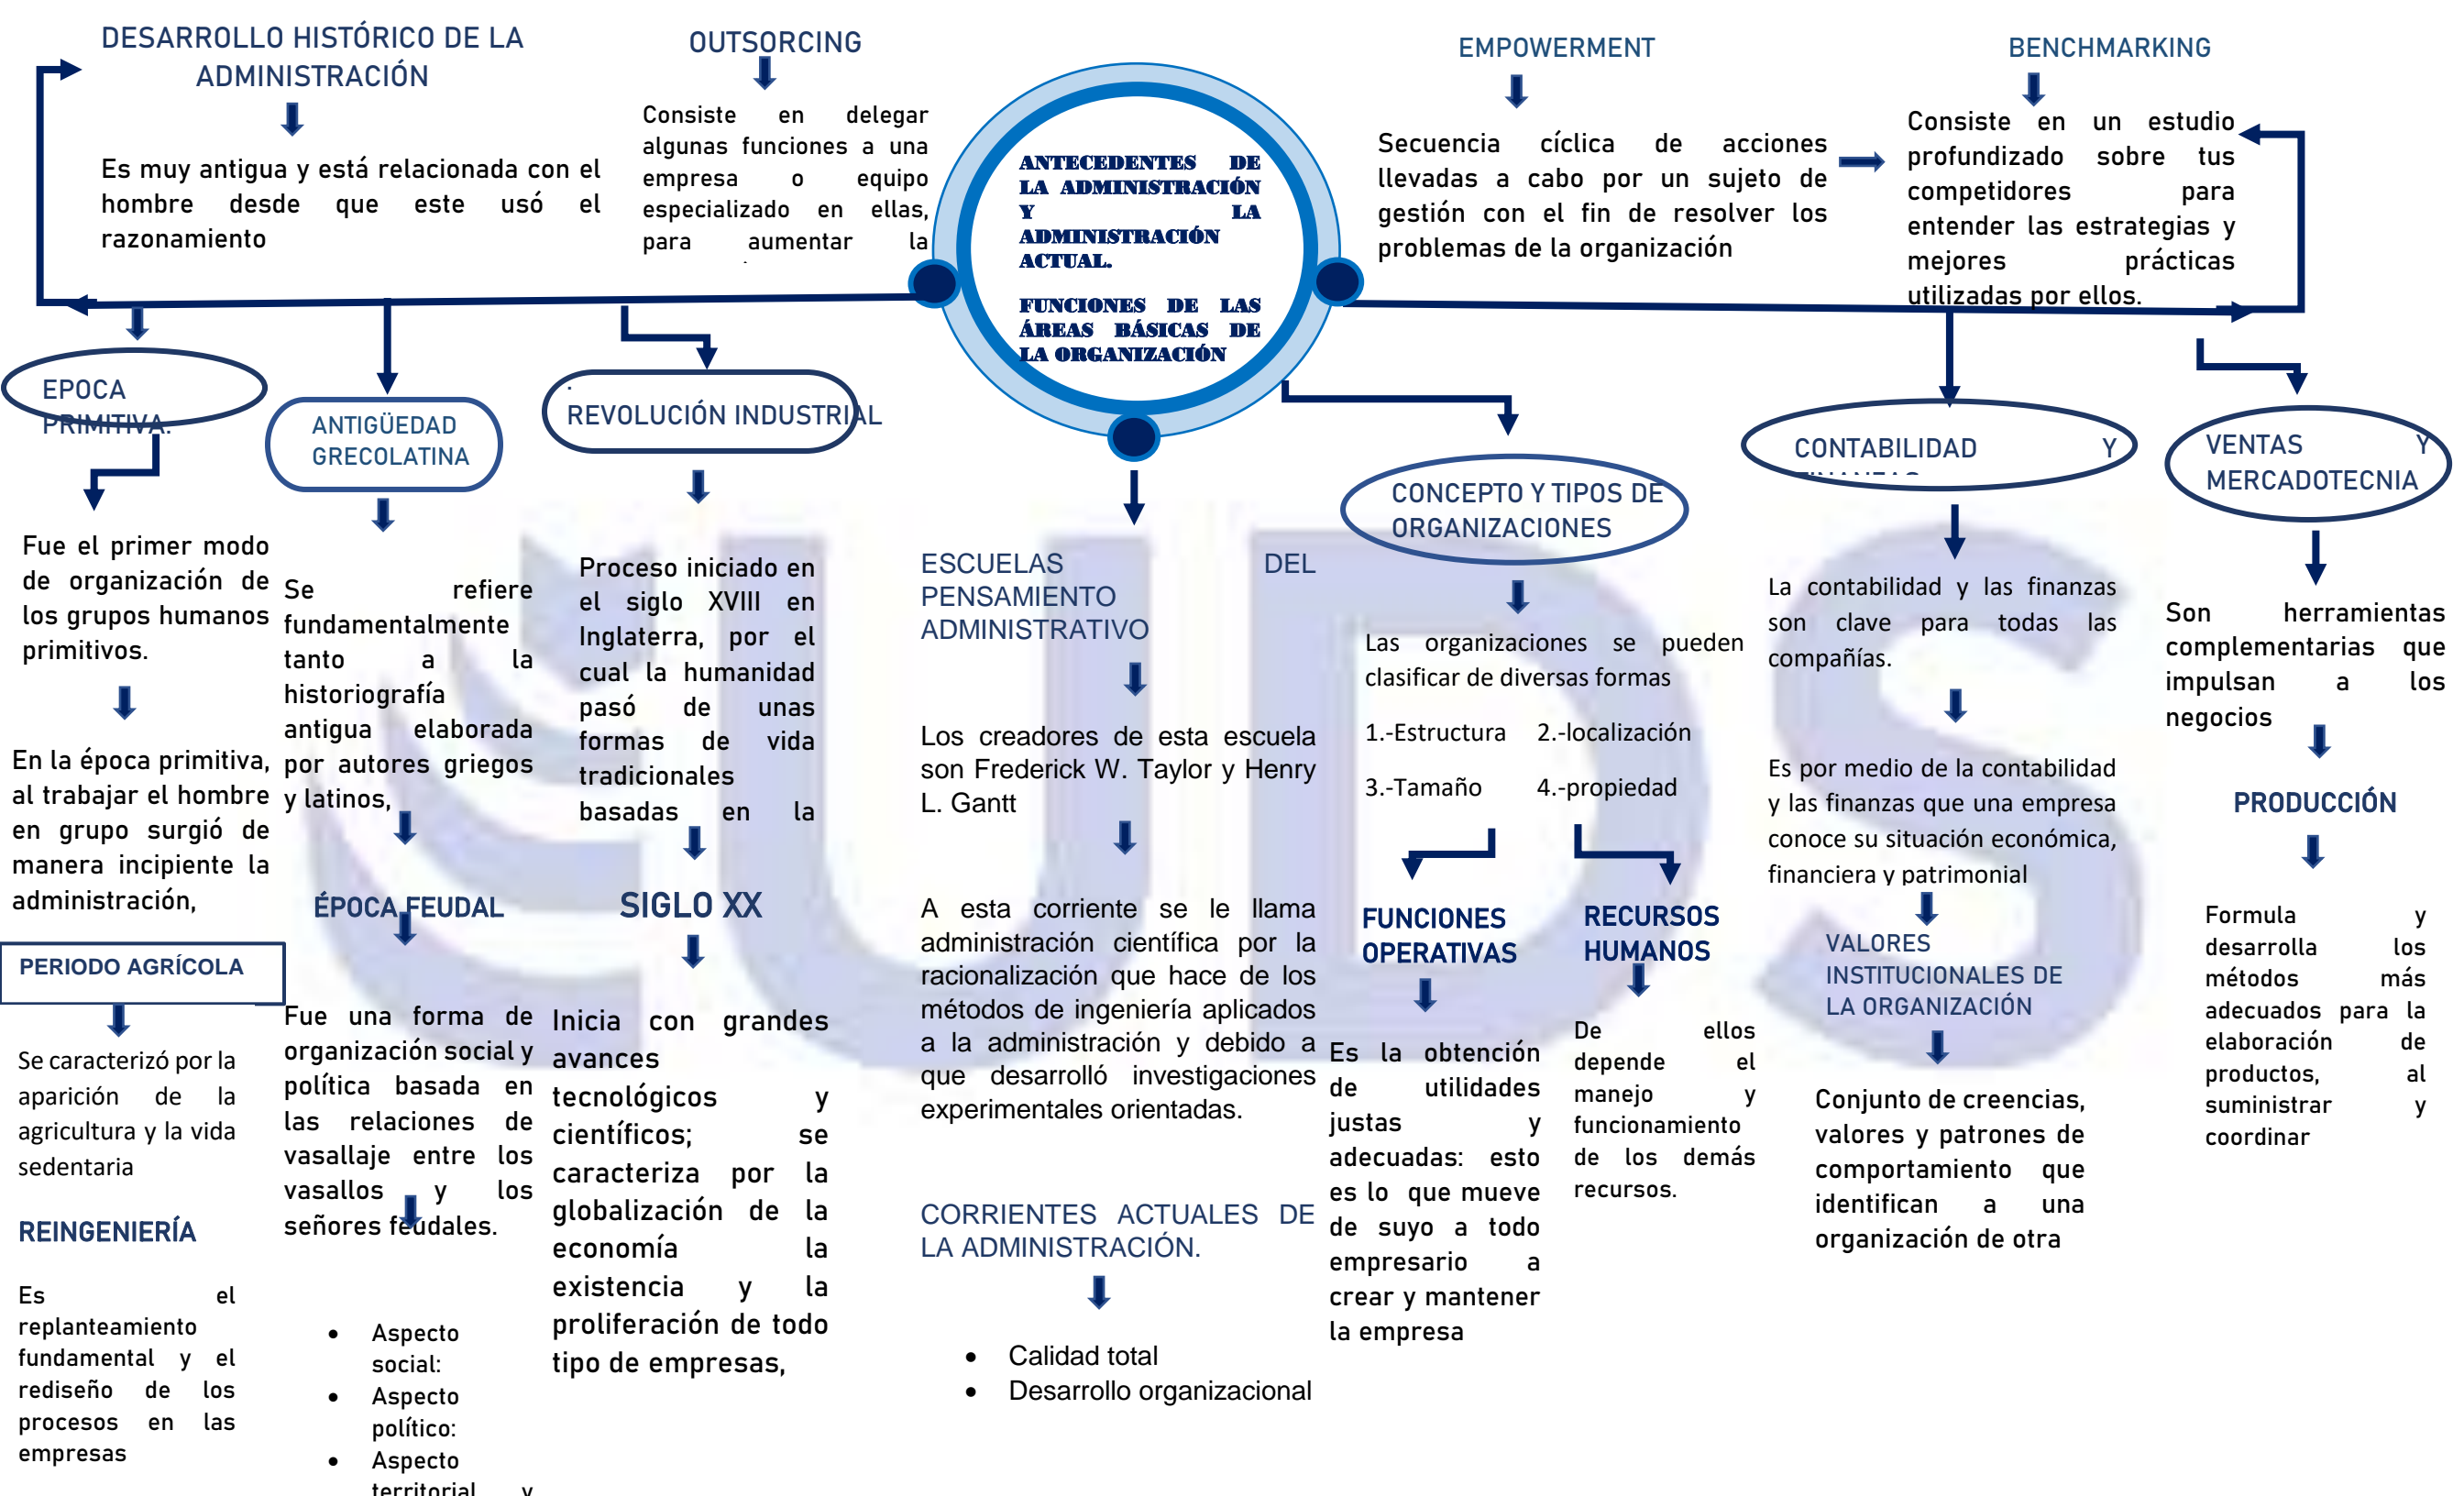 DESARROLLO HISTÓRICO DE LA
ADMINISTRACIÓN
Es muy antigua y está relacionada con el
hombre desde que este usó el
razonamiento
OUTSORCING
Consiste en delegar
algunas funciones a una
empresa o equipo
especializado en ellas,
para aumentar la
ANTECEDENTES DE
LA ADMINISTRACIÓN
Y LA
ADMINISTRACIÓN
ACTUAL.
FUNCIONES DE LAS
ÁREAS BÁSICAS DE
LA ORGANIZACIÓN
EMPOWERMENT
Secuencia cíclica de acciones
llevadas a cabo por un sujeto de
gestión con el fin de resolver los
problemas de la organización
BENCHMARKING
Consiste en un estudio
profundizado sobre tus
competidores para
entender las estrategias y
mejores prácticas
utilizadas por ellos.
EPOCA
PRIMITIVA.
Fue el primer modo
de organización de
los grupos humanos
primitivos.
En la época primitiva,
al trabajar el hombre
en grupo surgió de
manera incipiente la
administración,
PERIODO AGRÍCOLA
Se caracterizó por la
aparición de la
agricultura y la vida
sedentaria
REINGENIERÍA
Es el
replanteamiento
fundamental y el
rediseño de los
procesos en las
empresas
ANTIGÜEDAD
GRECOLATINA
Se refiere
fundamentalmente
tanto a la
historiografía
antigua elaborada
por autores griegos
y latinos,
ÉPOCA FEUDAL
Fue una forma de
organización social y
política basada en
las relaciones de
vasallaje entre los
vasallos y los
señores feudales.
• Aspecto
social:
• Aspecto
político:
• Aspecto
territorial y
.
REVOLUCIÓN INDUSTRIAL
Proceso iniciado en
el siglo XVIII en
Inglaterra, por el
cual la humanidad
pasó de unas
formas de vida
tradicionales
basadas en la
SIGLO XX
Inicia con grandes
avances
tecnológicos y
científicos; se
caracteriza por la
globalización de la
economía la
existencia y la
proliferación de todo
tipo de empresas,
ESCUELAS DEL
PENSAMIENTO
ADMINISTRATIVO
Los creadores de esta escuela
son Frederick W. Taylor y Henry
L. Gantt
A esta corriente se le llama
administración científica por la
racionalización que hace de los
métodos de ingeniería aplicados
a la administración y debido a
que desarrolló investigaciones
experimentales orientadas.
CORRIENTES ACTUALES DE
LA ADMINISTRACIÓN.
• Calidad total
• Desarrollo organizacional
CONCEPTO Y TIPOS DE
ORGANIZACIONES
Las organizaciones se pueden
clasificar de diversas formas
1.-Estructura 2.-localización
3.-Tamaño 4.-propiedad
FUNCIONES
OPERATIVAS
Es la obtención
de utilidades
justas y
adecuadas: esto
es lo que mueve
de suyo a todo
empresario a
crear y mantener
la empresa
RECURSOS
HUMANOS
De ellos
depende el
manejo y
funcionamiento
de los demás
recursos.
CONTABILIDAD Y
La contabilidad y las finanzas
son clave para todas las
compañías.
Es por medio de la contabilidad
y las finanzas que una empresa
conoce su situación económica,
financiera y patrimonial
VALORES
INSTITUCIONALES DE
LA ORGANIZACIÓN
Conjunto de creencias,
valores y patrones de
comportamiento que
identifican a una
organización de otra
VENTAS Y
MERCADOTECNIA
Son herramientas
complementarias que
impulsan a los
negocios
PRODUCCIÓN
Formula y
desarrolla los
métodos más
adecuados para la
elaboración de
productos, al
suministrar y
coordinar
UDS